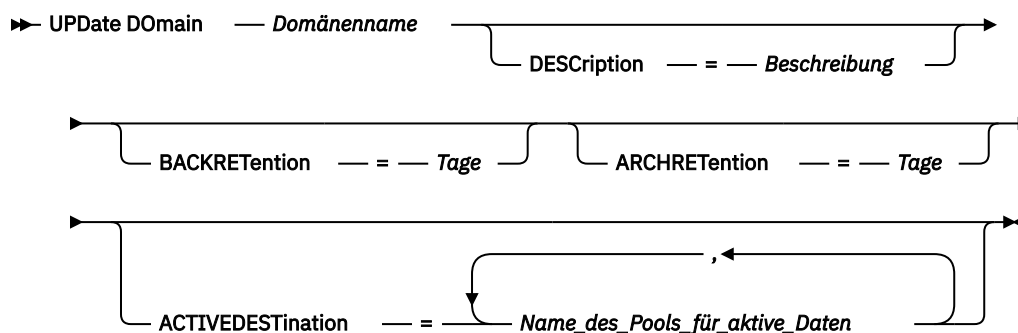 UPDate DOmain Domänenname
DESCription = Beschreibung
BACKRETention = Tage ARCHRETention = Tage
,
ACTIVEDESTination = Name_des_Pools_für_aktive_Daten